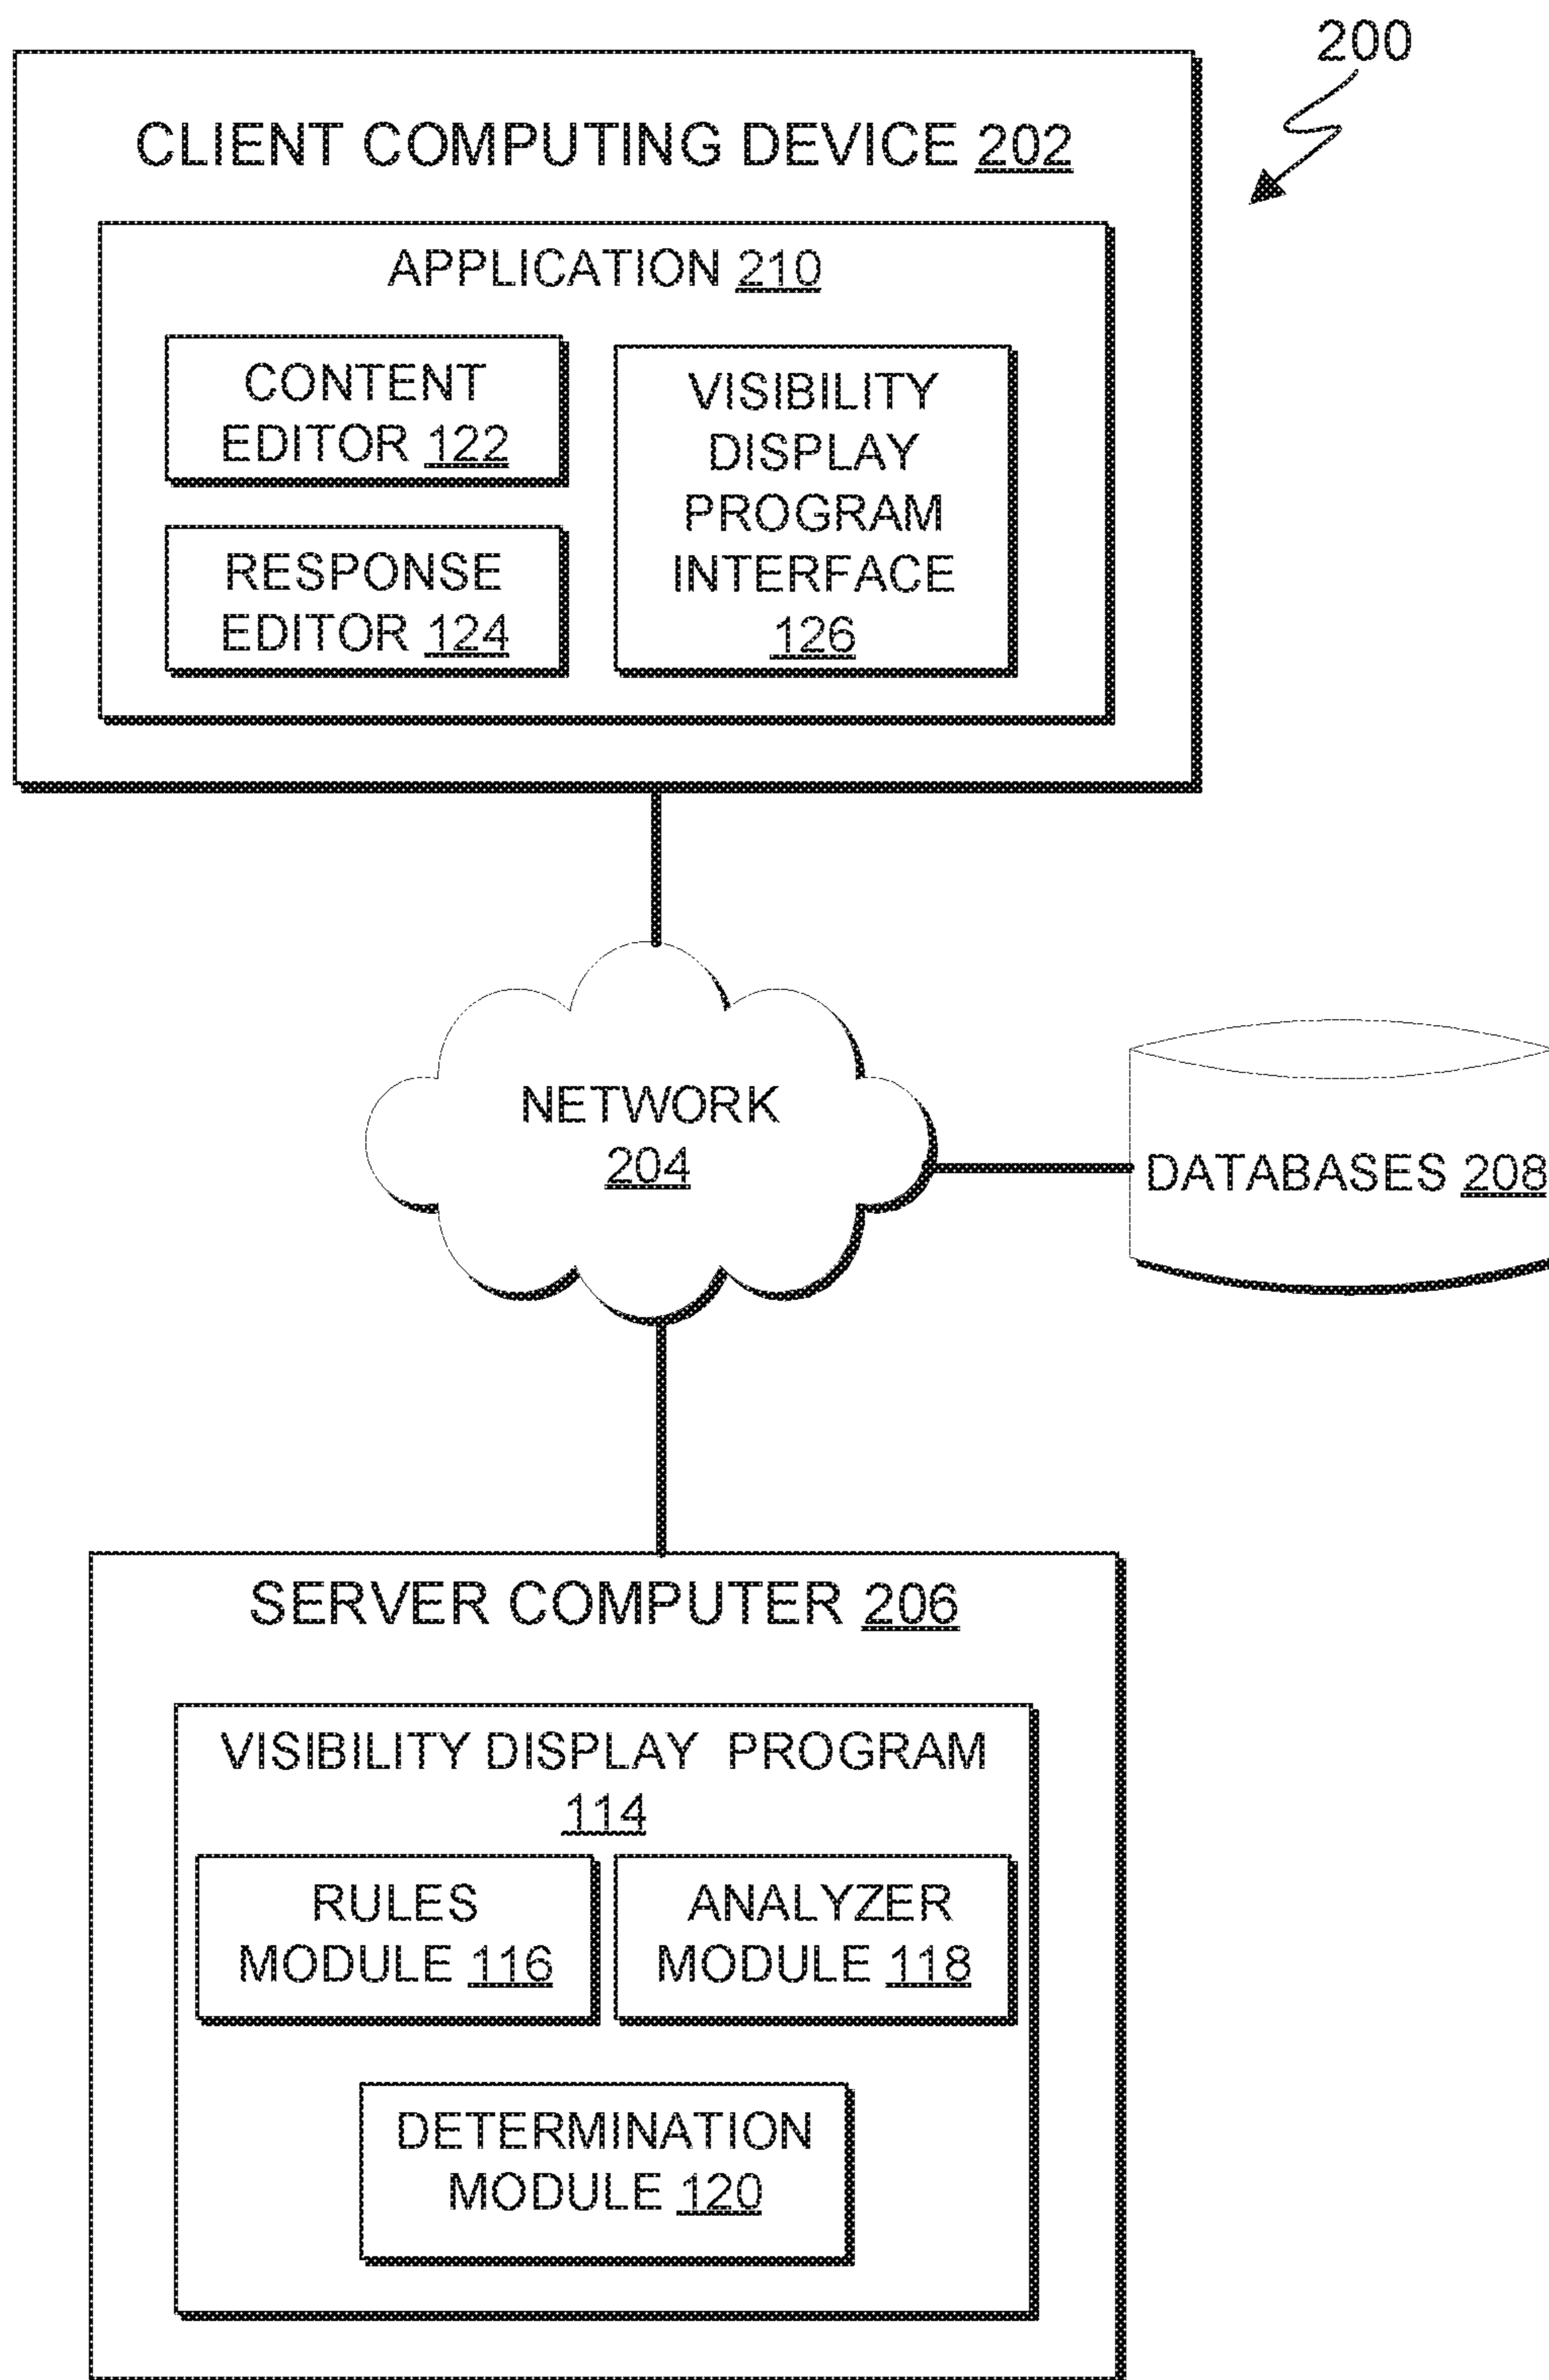 200
CLIENT COMPUTING DEVICE 202
APPLICATION 210
CONTENT
EDITOR 122
RESPONSE
EDITOR 124
VISIBILITY
DISPLAY
PROGRAM
INTERFACE
126
NETWORK
204
DATABASES 208
SERVER COMPUTER 206
VISIBILITY DISPLAY PROGRAM
114
RULES
MODULE 116
ANALYZER
MODULE 118
DETERMINATION
MODULE 120